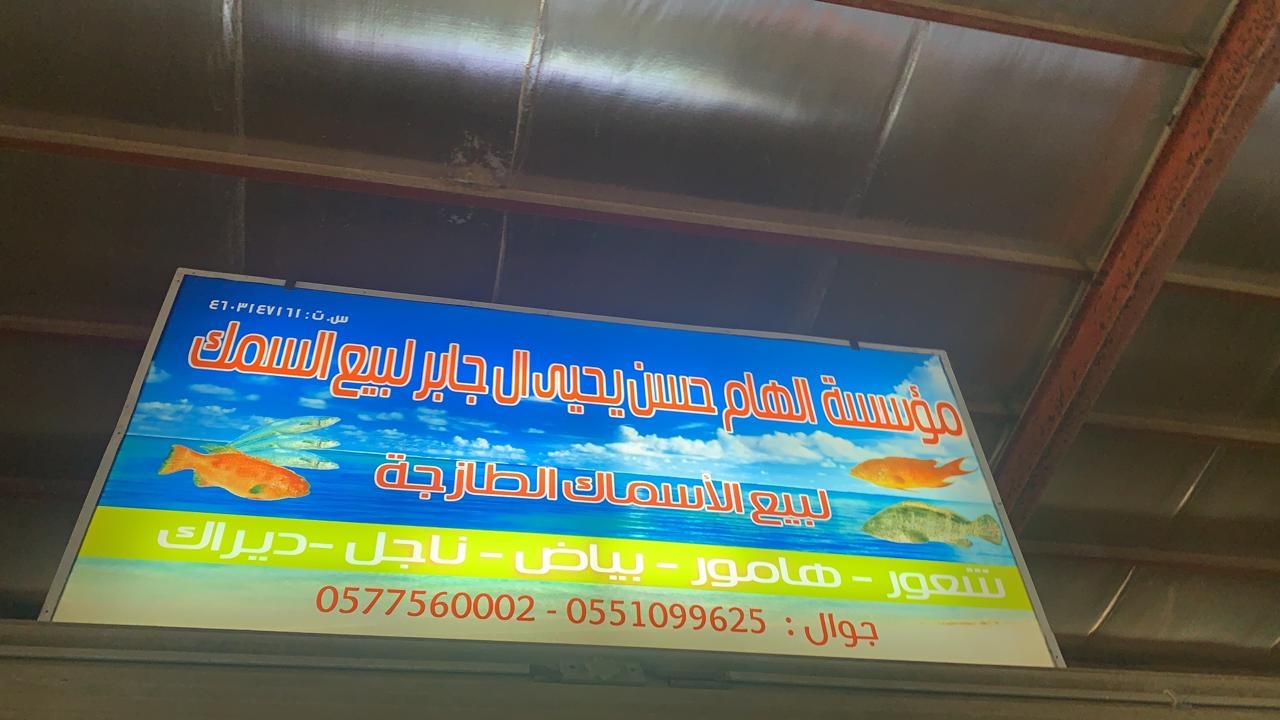 س.ت: ٤٦٠٣١٤٧١٦١
مؤسسة الهام حسن يحيى ال جابر لبيع السمك
لبيع الأسماك الطازجة
شعور - هامور - بياض - ناجل - ديراك
جوال : 0551099625 - 0577560002